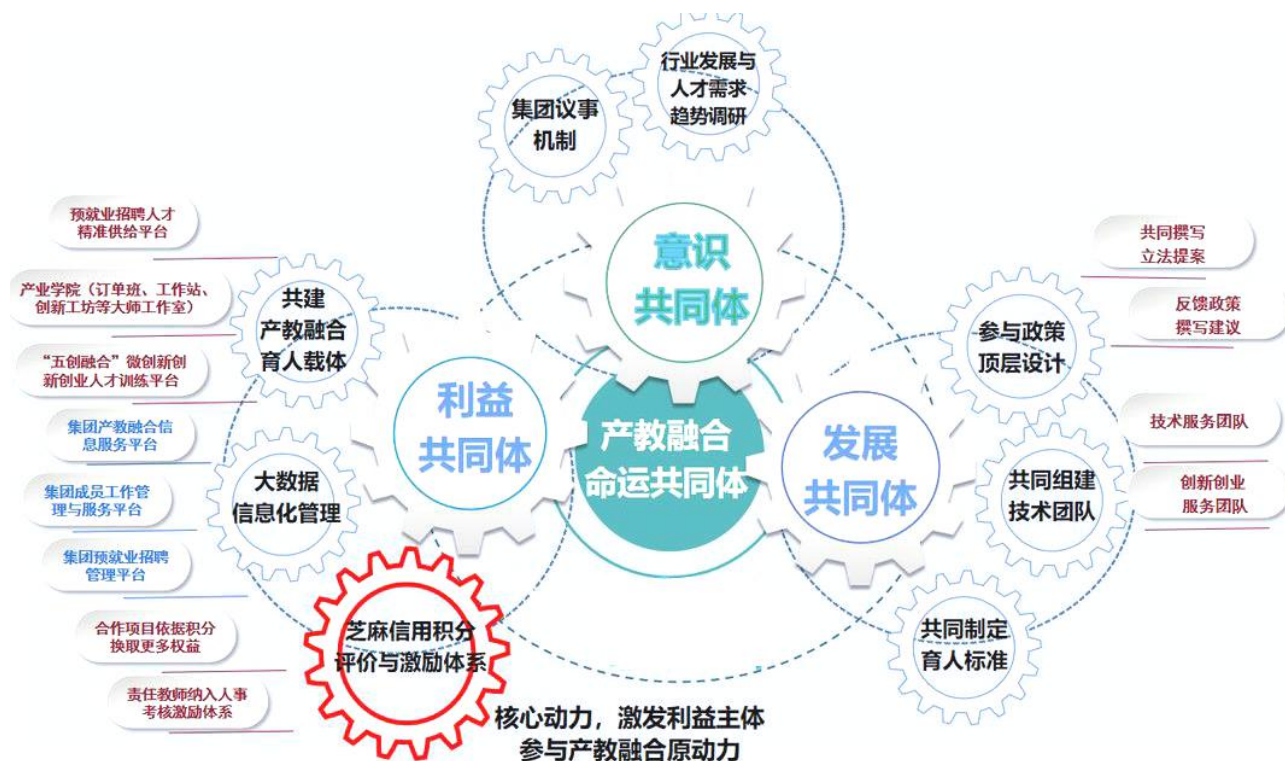 行业发展与
人才需求
趋势调研
集团议事
机制
意识
共同体
预就业招聘人才
精准供给平台
产业学院（订单班、工作站、
创新工坊等大师工作室）
“五创融合”微创新创
新创业人才训练平台
集团产教融合信
息服务平台
集团成员工作管
理与服务平台
集团预就业招聘
管理平台
合作项目依据积分
换取更多权益
责任教师纳入人事
考核激励体系
共建
产教融合
育人载体
大数据
信息化管理
芝麻信用积分
评价与激励体系
利益
共同体
产教融合
命运共同体
发展
共同体
参与政策
顶层设计
共同组建
技术团队
共同制定
育人标准
共同撰写
立法提案
反馈政策
撰写建议
技术服务团队
创新创业
服务团队
核心动力，激发利益主体
参与产教融合原动力